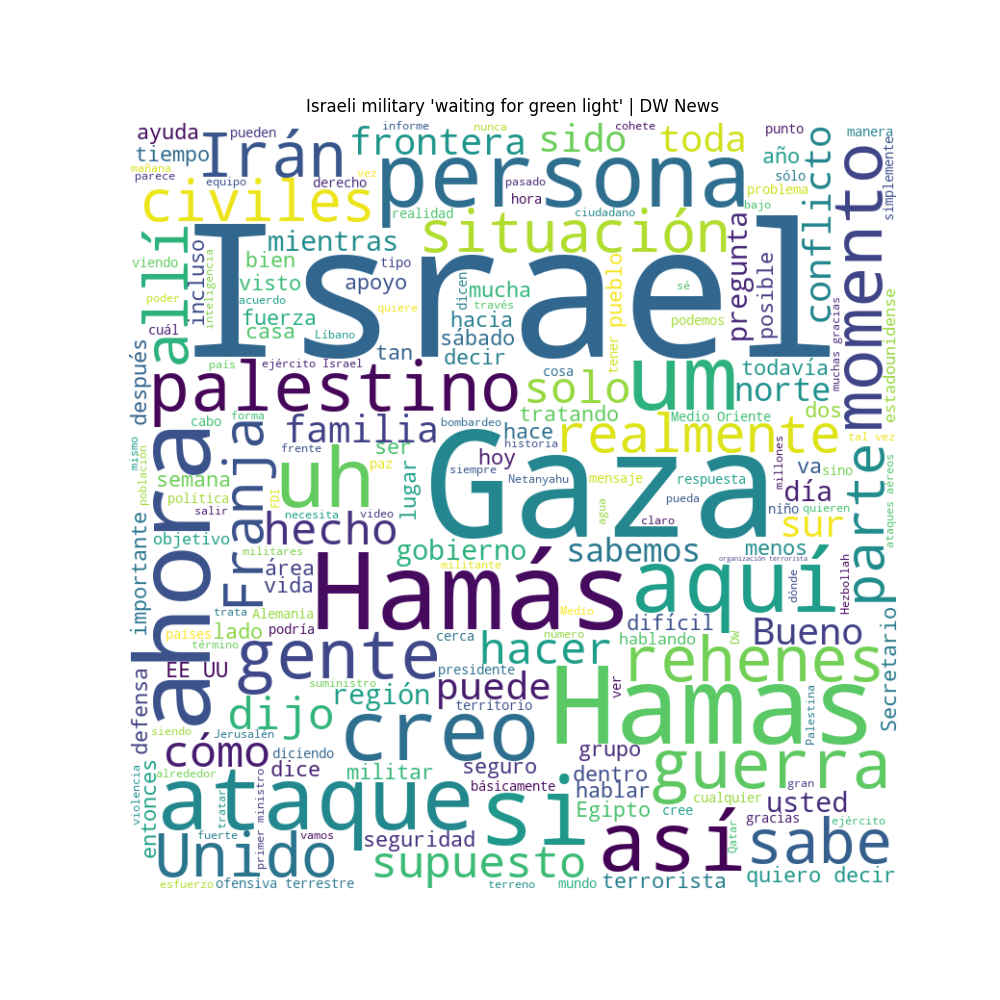 Israeli military 'waiting for green light' | DW News
ayuda
pueden
informe
nunca
cohete
punto
manera
tiempo
Irán
frontera
sido
toda
año
mañana
parece
equipo
derecho
vez
persona
pasado
hora
sólo
problema
simplemente
civiles
realidad
ciudadano
bajo
conflicto
momento
allí
incluso
inteligencia
mientras
situación
pregunta
posible
viendo
bien
tipo
pueblo
tener
visto
apoyo
dicen
mucha
quiere
través
sé
poder
acuerdo
Israel
cuál
fuerza
casa
Líbano
hacia
sábado
decir
podemos
muchas gracias
estadounidense
país
ejército Israel
tan
cosa
todavía
después
palestino
solo
um
norte
cabo
forma
familia
tratando
Medio Oriente
dos
bombardeo
hace
historia
realmente
tal vez
mismo
población
frente
ser
paz
hoy
siempre
Gaza
Netanyahu
mensaje
respuesta
millones
va
sino
ahora
Franja
semana
política
salir
FDI
uh
lugar
necesita
video
agua
pueda
claro
día
niño
quieren
parte
ataques aéreos
importante
objetivo
hecho
sur
militares
gobierno
sabemos
menos
área
vida
militante
organización terrorista
Hamás
aquí
dónde
Hezbollah
trata
Alemania
podría
Medio
difícil
países
lado
término
cerca
número
hablando
DW
Bueno
Secretario
gente
hacer
rehenes
EE UU
presidente
defensa
suministro
región
puede
territorio
ver
Hamas
Palestina
siendo
dijo
Jerusalén
creo
cómo
diciendo
grupo
guerra
violencia
entonces
alrededor
dice
militar
seguro
básicamente
dentro
hablar
gran
cualquier
usted
tratar
primer ministro
ataque
si
Egipto
cree
gracias
ejército
fuerte
vamos
seguridad
así
Qatar
sabe
Unido
supuesto
esfuerzo
ofensiva terrestre
terreno
mundo
terrorista
quiero decir